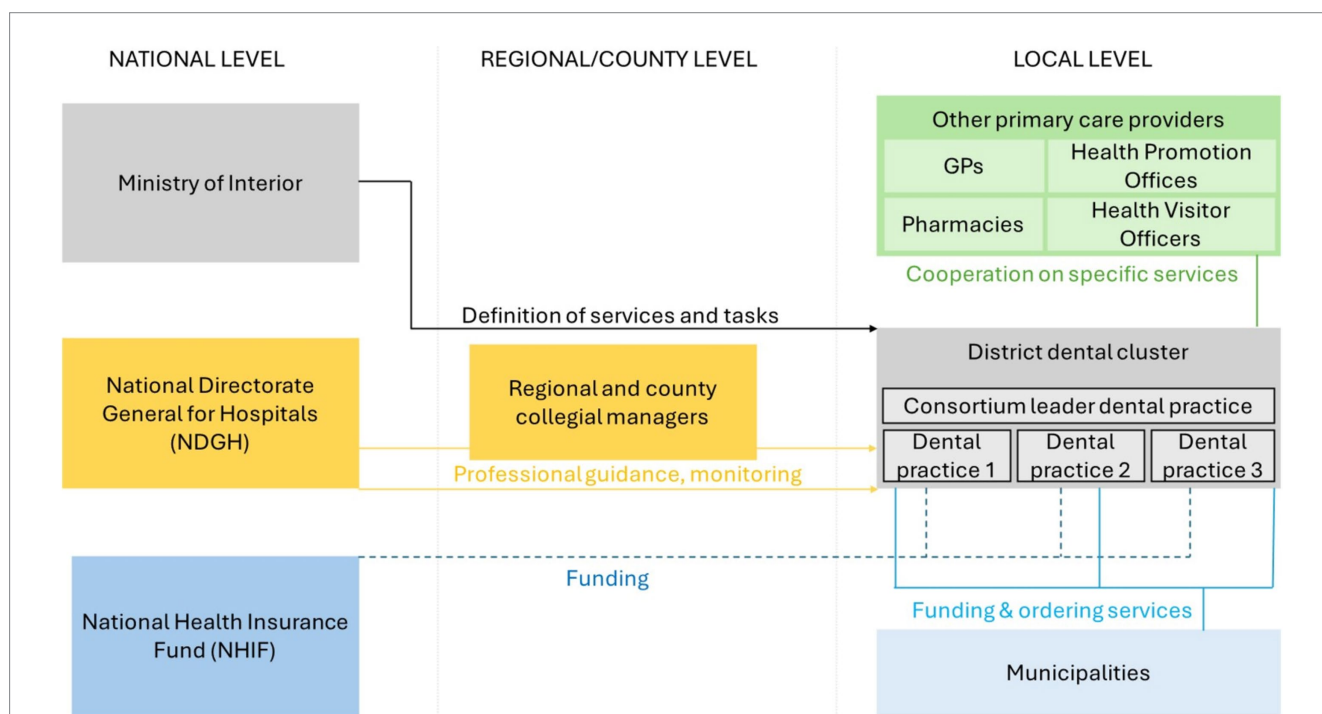 NATIONAL LEVEL
REGIONAL/COUNTY LEVEL
LOCAL LEVEL
Ministry of Interior
Other primary care providers
GPs
Health Promotion
Offices
Pharmacies
Health Visitor
Officers
Cooperation on specific services
Definition of services and tasks
National Directorate
General for Hospitals
(NDGH)
Regional and county
collegial managers
Professional guidance, monitoring
District dental cluster
Consortium leader dental practice
Dental
practice 1
Dental
practice 2
Dental
practice 3
National Health Insurance
Fund (NHIF)
Funding
Funding & ordering services
Municipalities